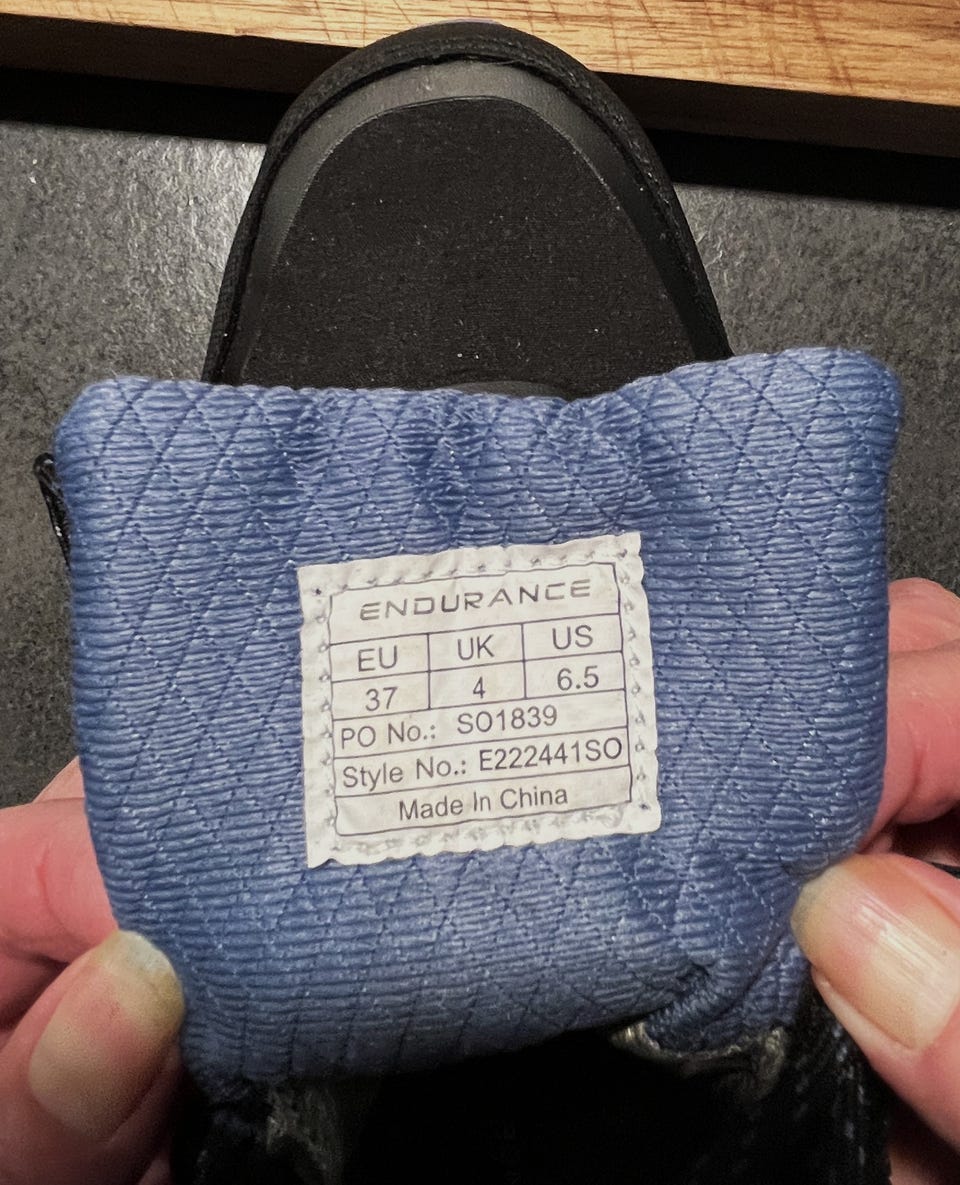 ENDURANCE
EU UK US
37 4 6.5
PO No.: SO1839
Style No.: E222441SO
Made In China